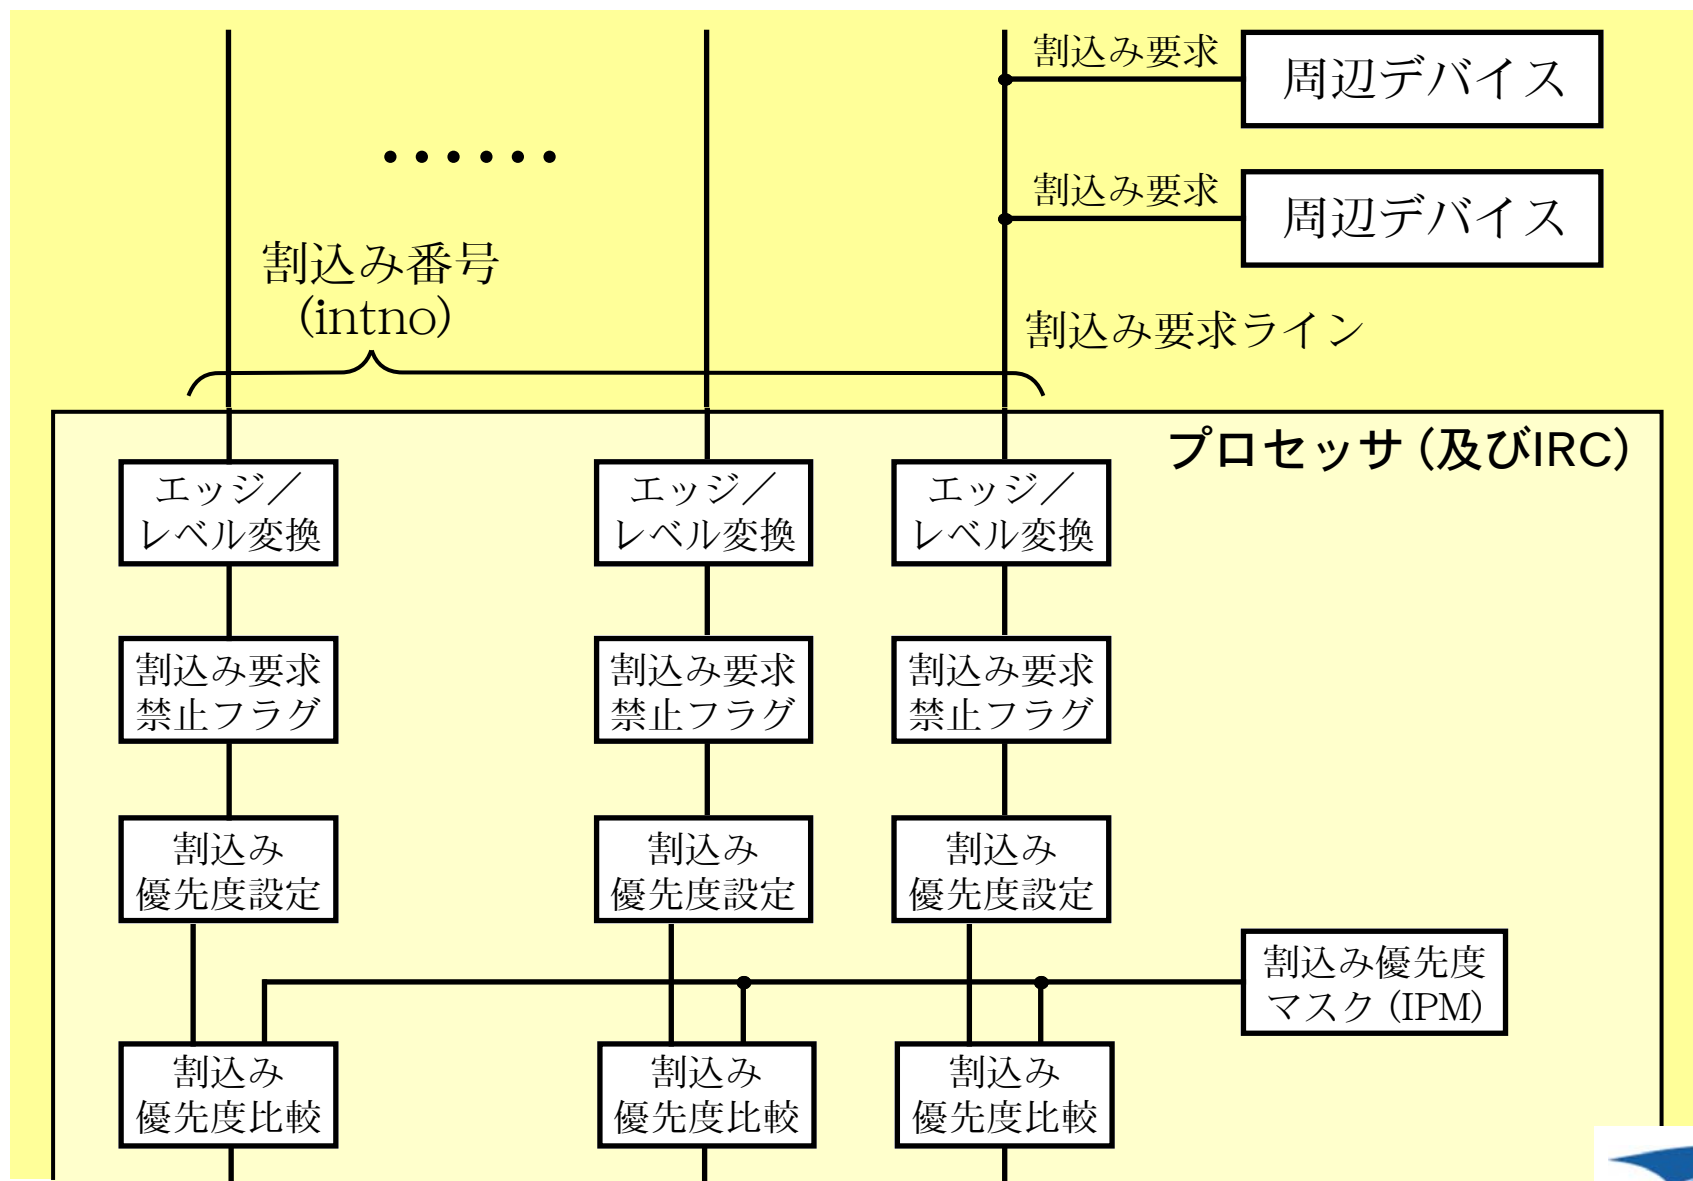 割込み要求
周辺デバイス
割込み要求
周辺デバイス
割込み番号
(intno)
割込み要求ライン
プロセッサ (及びIRC)
エッジ／
レベル変換
エッジ／
レベル変換
エッジ／
レベル変換
割込み要求
禁止フラグ
割込み要求
禁止フラグ
割込み要求
禁止フラグ
割込み
優先度設定
割込み
優先度設定
割込み
優先度設定
割込み優先度
マスク (IPM)
割込み
優先度比較
割込み
優先度比較
割込み
優先度比較